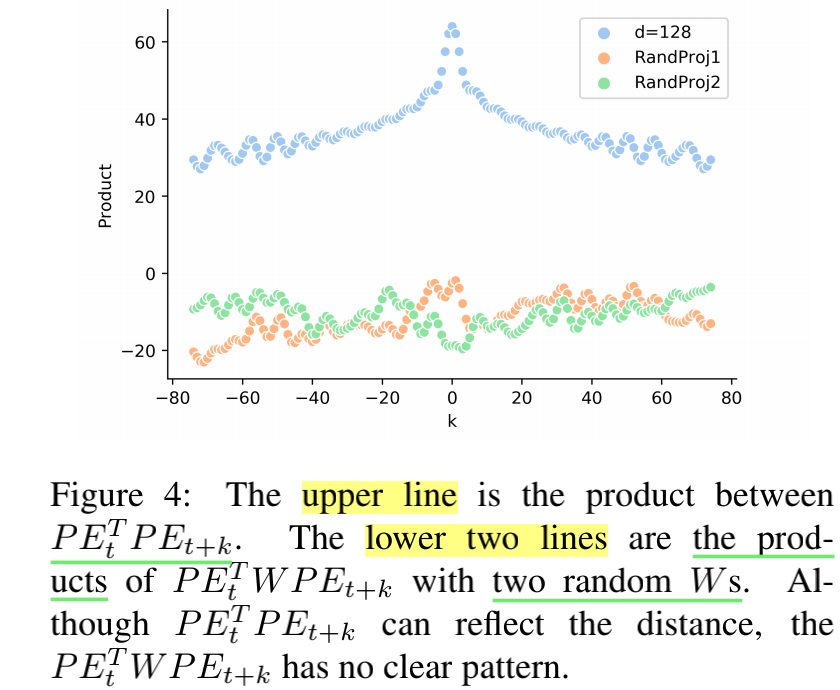 60
40
20
0
−20
Product
d=128
RandProj1
RandProj2
−80 −60 −40 −20 0 20 40 60 80
k
Figure 4: The upper line is the product between
$PE_t^T PE_{t+k}$. The lower two lines are the prod-
ucts of $PE_t^T W PE_{t+k}$ with two random $W$s. Al-
though $PE_t^T PE_{t+k}$ can reflect the distance, the
$PE_t^T W PE_{t+k}$ has no clear pattern.